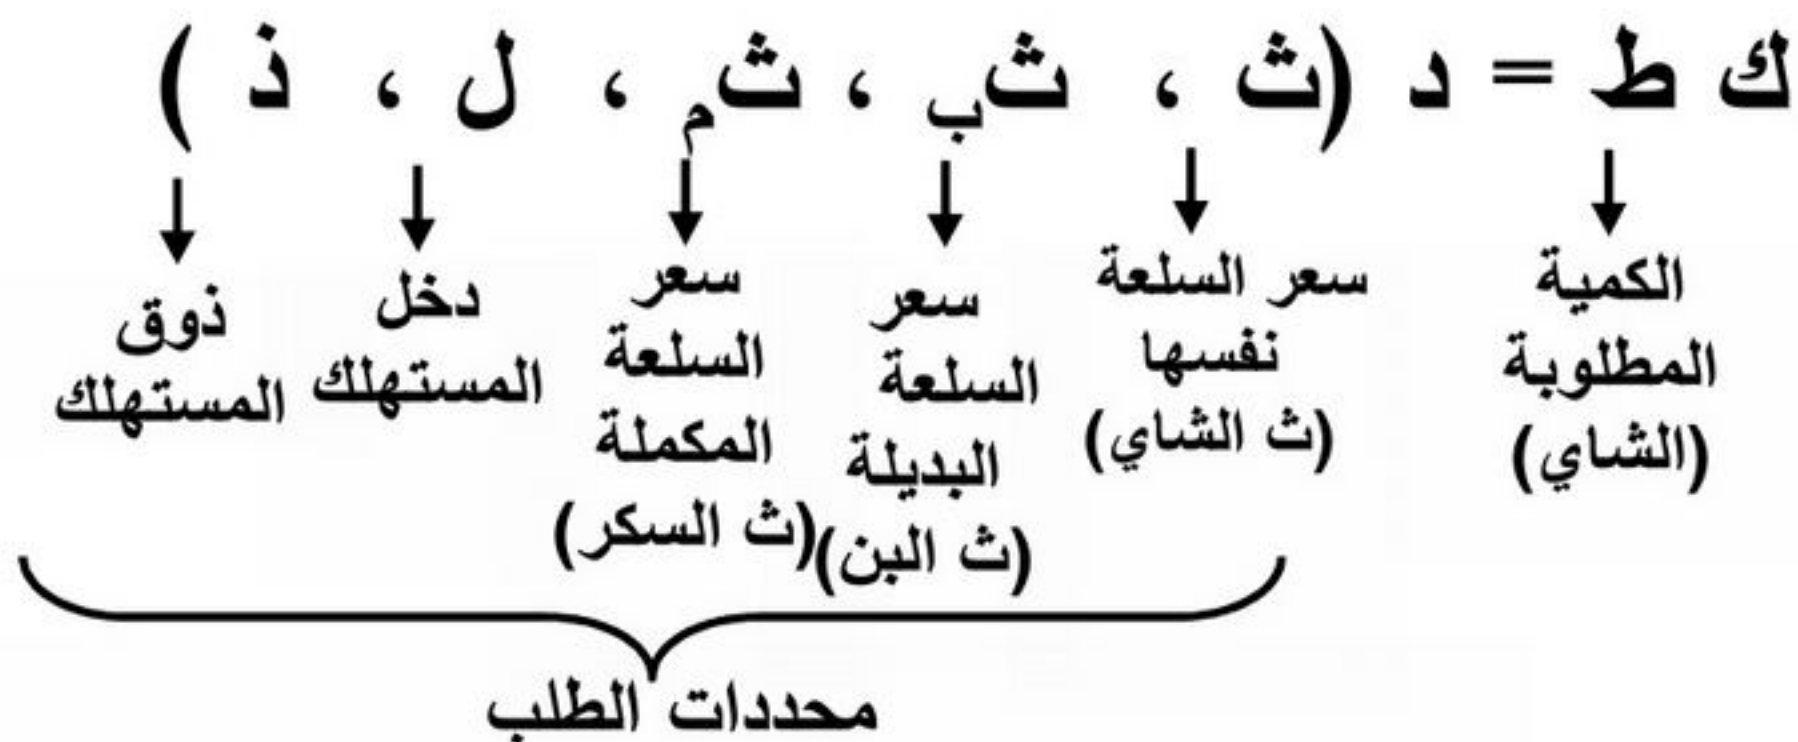 ك ط = د (ث ، ثب ، ثم ، ل ، ذ )
الكمية
المطلوبة
(الشاي)
سعر السلعة
نفسها
(ث الشاي)
سعر
السلعة
البديلة
(ث البن)
سعر
السلعة
المكملة
(ث السكر)
دخل
المستهلك
ذوق
المستهلك
محددات الطلب